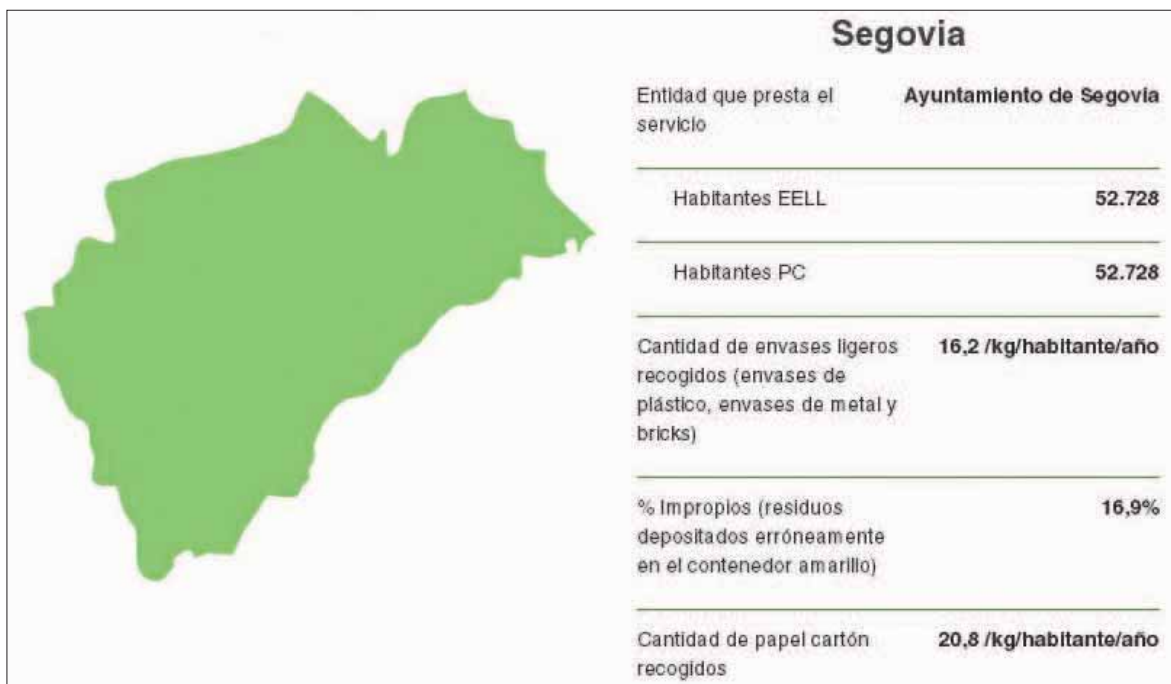 Segovia
Entidad que presta el
servicio
Ayuntamiento de Segovia
Habitantes EELL
52.728
Habitantes PC
52.728
Cantidad de envases ligeros
recogidos (envases de
plástico, envases de metal y
bricks)
16,2 /kg/habitante/año
% Impropios (residuos
depositados erróneamente
en el contenedor amarillo)
16,9%
Cantidad de papel cartón
recogidos
20,8 /kg/habitante/año